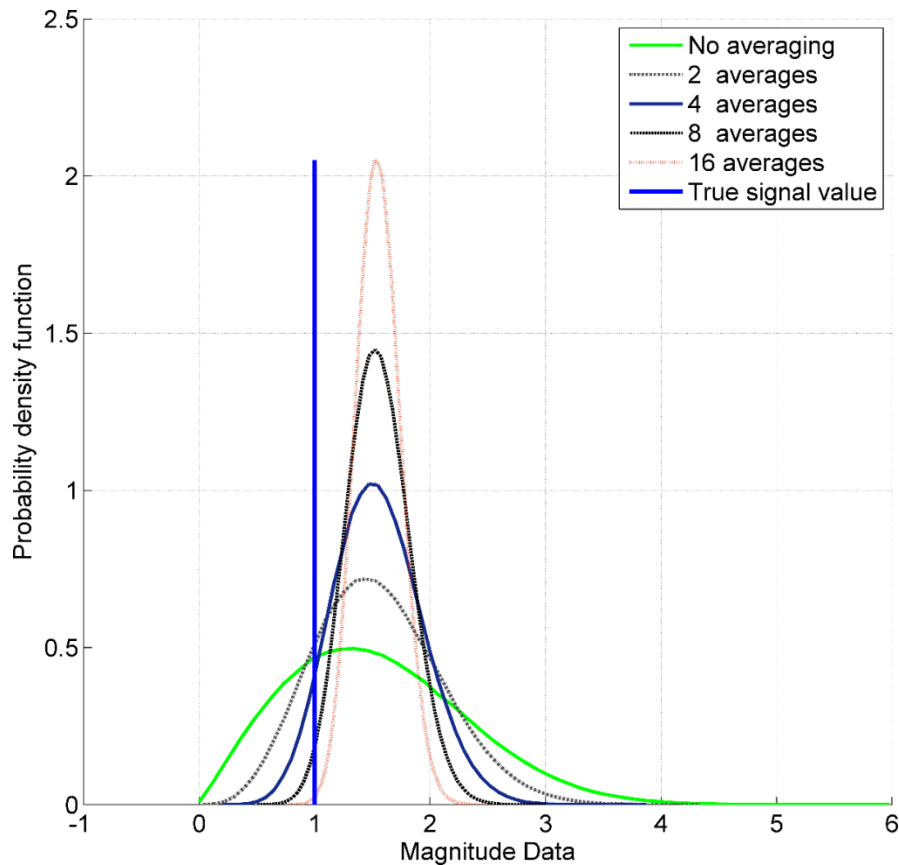 2.5
No averaging
2 averages
4 averages
8 averages
16 averages
True signal value
2
1.5
1
0.5
0
Probability density function
-1 0 1 2 3 4 5 6
Magnitude Data